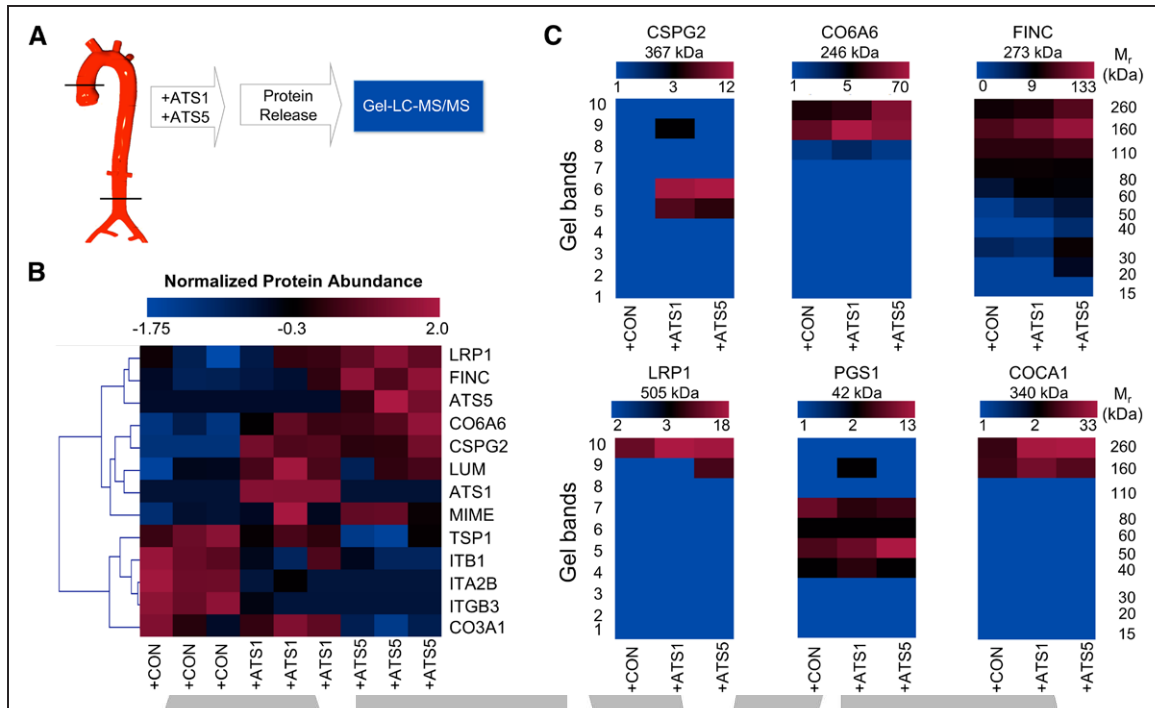 A
+ATS1
+ATS5
Protein
Release
Gel-LC-MS/MS
B
Normalized Protein Abundance
-1.75
-0.3
2.0
LRP1
FINC
ATS5
CO6A6
CSPG2
LUM
ATS1
MIME
TSP1
ITB1
ITA2B
ITGB3
CO3A1
+CON
+CON
+CON
+ATS1
+ATS1
+ATS1
+ATS5
+ATS5
+ATS5
C
CSPG2
367 kDa
1 3 12
CO6A6
246 kDa
1 5 70
FINC
273 kDa
0 9 133
Mr
(kDa)
Gel bands
10
9
8
7
6
5
4
3
2
1
260
160
110
80
60
50
40
30
20
15
+CON
+ATS1
+ATS5
+CON
+ATS1
+ATS5
+CON
+ATS1
+ATS5
LRP1
505 kDa
2 3 18
PGS1
42 kDa
1 2 13
COCA1
340 kDa
1 2 33
Mr
(kDa)
Gel bands
10
9
8
7
6
5
4
3
2
1
260
160
110
80
60
50
40
30
20
15
+CON
+ATS1
+ATS5
+CON
+ATS1
+ATS5
+CON
+ATS1
+ATS5